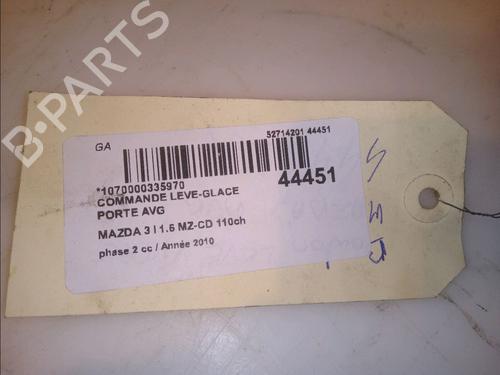 GA
52714201 44451
*1070000335970
44451
COMMANDE LEVE-GLACE
PORTE AVG
MAZDA 3 I 1.6 MZ-CD 110ch
phase 2 cc / Année 2010
B-PARTS